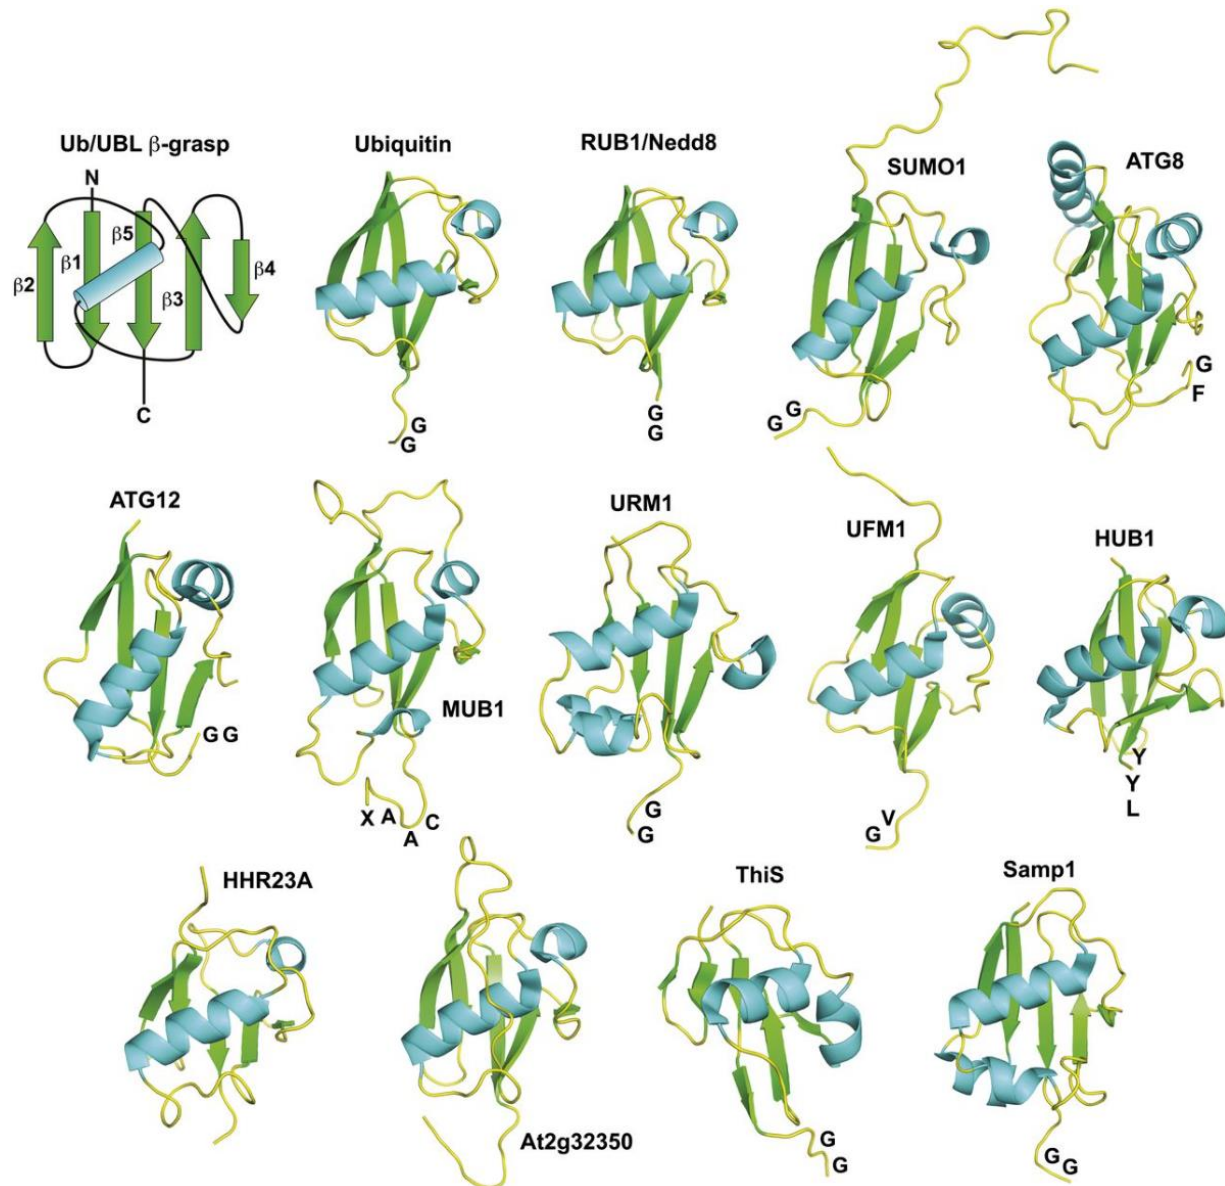 Ub/UBL β-grasp
N
β5
β1
β4
β2
β3
C
Ubiquitin
G
G
RUB1/Nedd8
G
G
SUMO1
G G
ATG8
G
F
ATG12
G G
MUB1
X A A C
URM1
G
G
UFM1
V
G
HUB1
Y
Y
L
HHR23A
At2g32350
ThiS
G
G
Samp1
G G